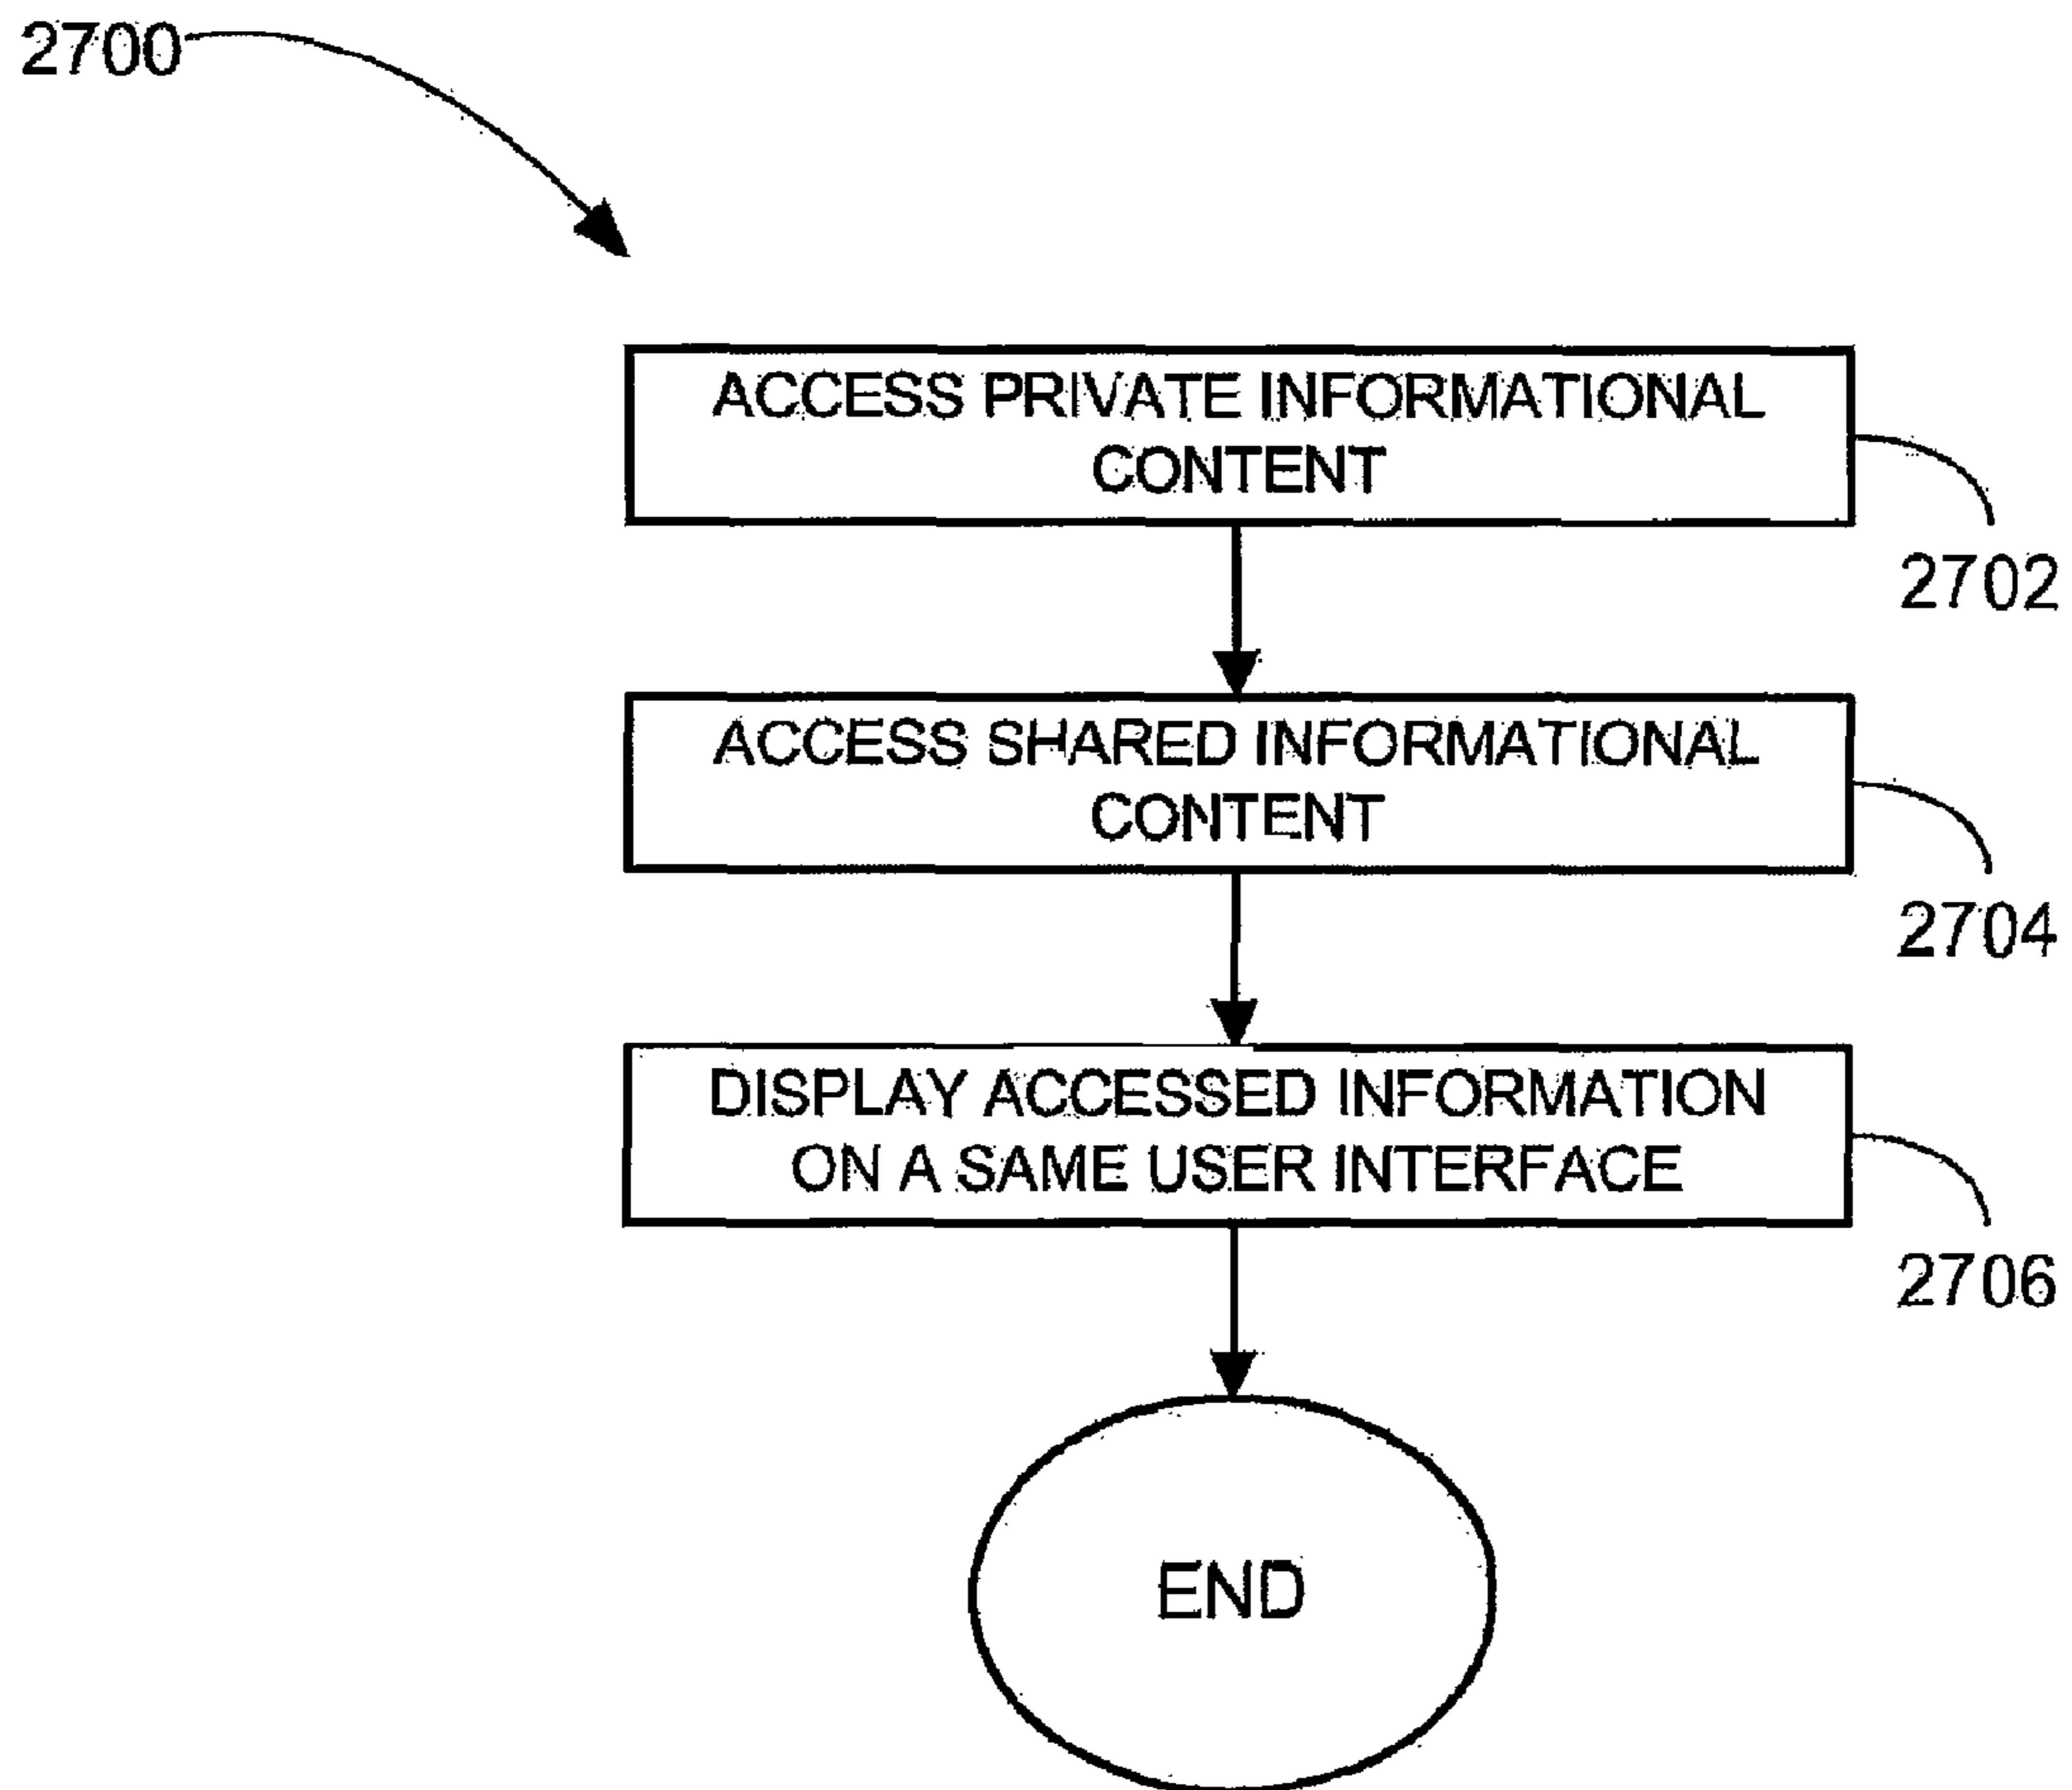 2700
ACCESS PRIVATE INFORMATIONAL
CONTENT
2702
ACCESS SHARED INFORMATIONAL
CONTENT
2704
DISPLAY ACCESSED INFORMATION
ON A SAME USER INTERFACE
2706
END